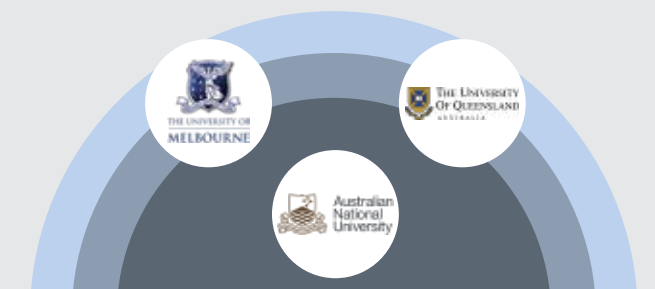 THE UNIVERSITY OF
MELBOURNE
THE UNIVERSITY
OF QUEENSLAND
AUSTRALIA
Australian
National
University